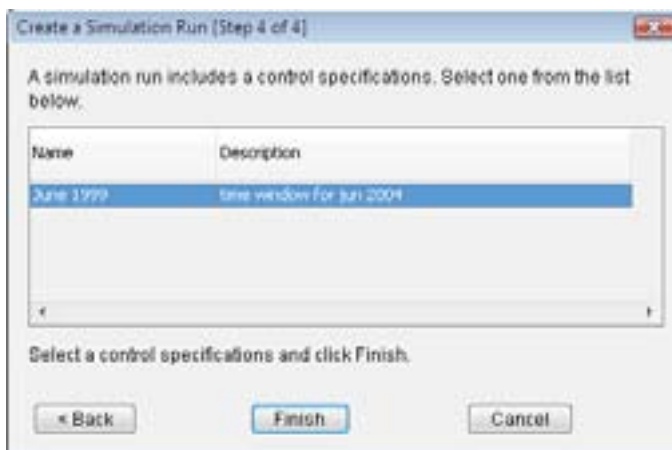 Create a Simulation Run [Step 4 of 4]
A simulation run includes a control specifications. Select one from the list
below.
Name Description
June 1999 time window for jun 2004
Select a control specifications and click Finish.
< Back Finish Cancel